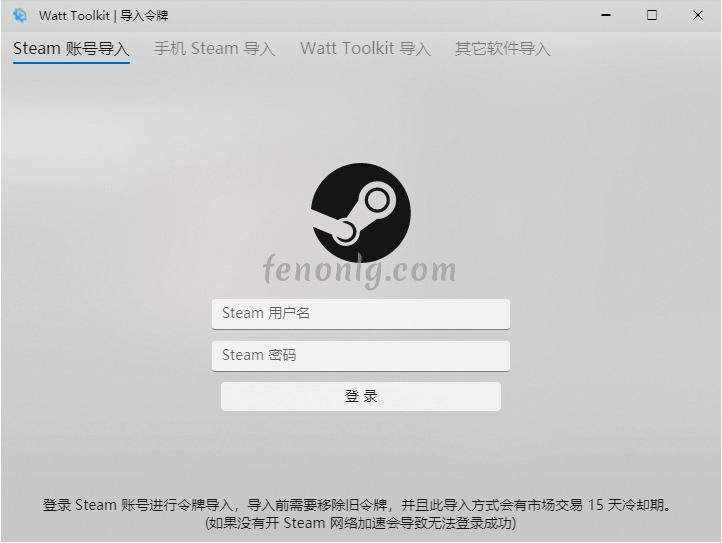 Watt Toolkit | 导入令牌
Steam 账号导入 手机 Steam 导入 Watt Toolkit 导入 其它软件导入
fenonlg.com
Steam 用户名
Steam 密码
登 录
登录 Steam 账号进行令牌导入，导入前需要移除旧令牌，并且此导入方式会有市场交易 15 天冷却期。
(如果没有开 Steam 网络加速会导致无法登录成功)